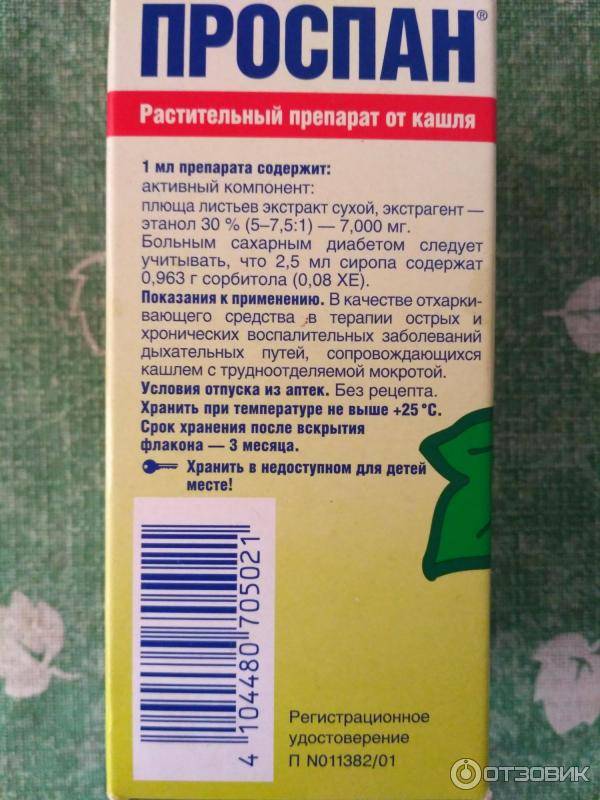 ПРОСПАН®
Растительный препарат от кашля
1 мл препарата содержит:
активный компонент:
плюща листьев экстракт сухой, экстрагент —
этанол 30 % (5–7,5:1) — 7,000 мг.
Больным сахарным диабетом следует
учитывать, что 2,5 мл сиропа содержат
0,963 г сорбитола (0,08 ХЕ).
Показания к применению. В качестве отхарки-
вающего средства в терапии острых и
хронических воспалительных заболеваний
дыхательных путей, сопровождающихся
кашлем с трудноотделяемой мокротой.
Условия отпуска из аптек. Без рецепта.
Хранить при температуре не выше +25 °С.
Срок хранения после вскрытия
флакона — 3 месяца.
Хранить в недоступном для детей
месте!
4 104480 705021
Регистрационное
удостоверение
П N011382/01
ОТЗОВИК